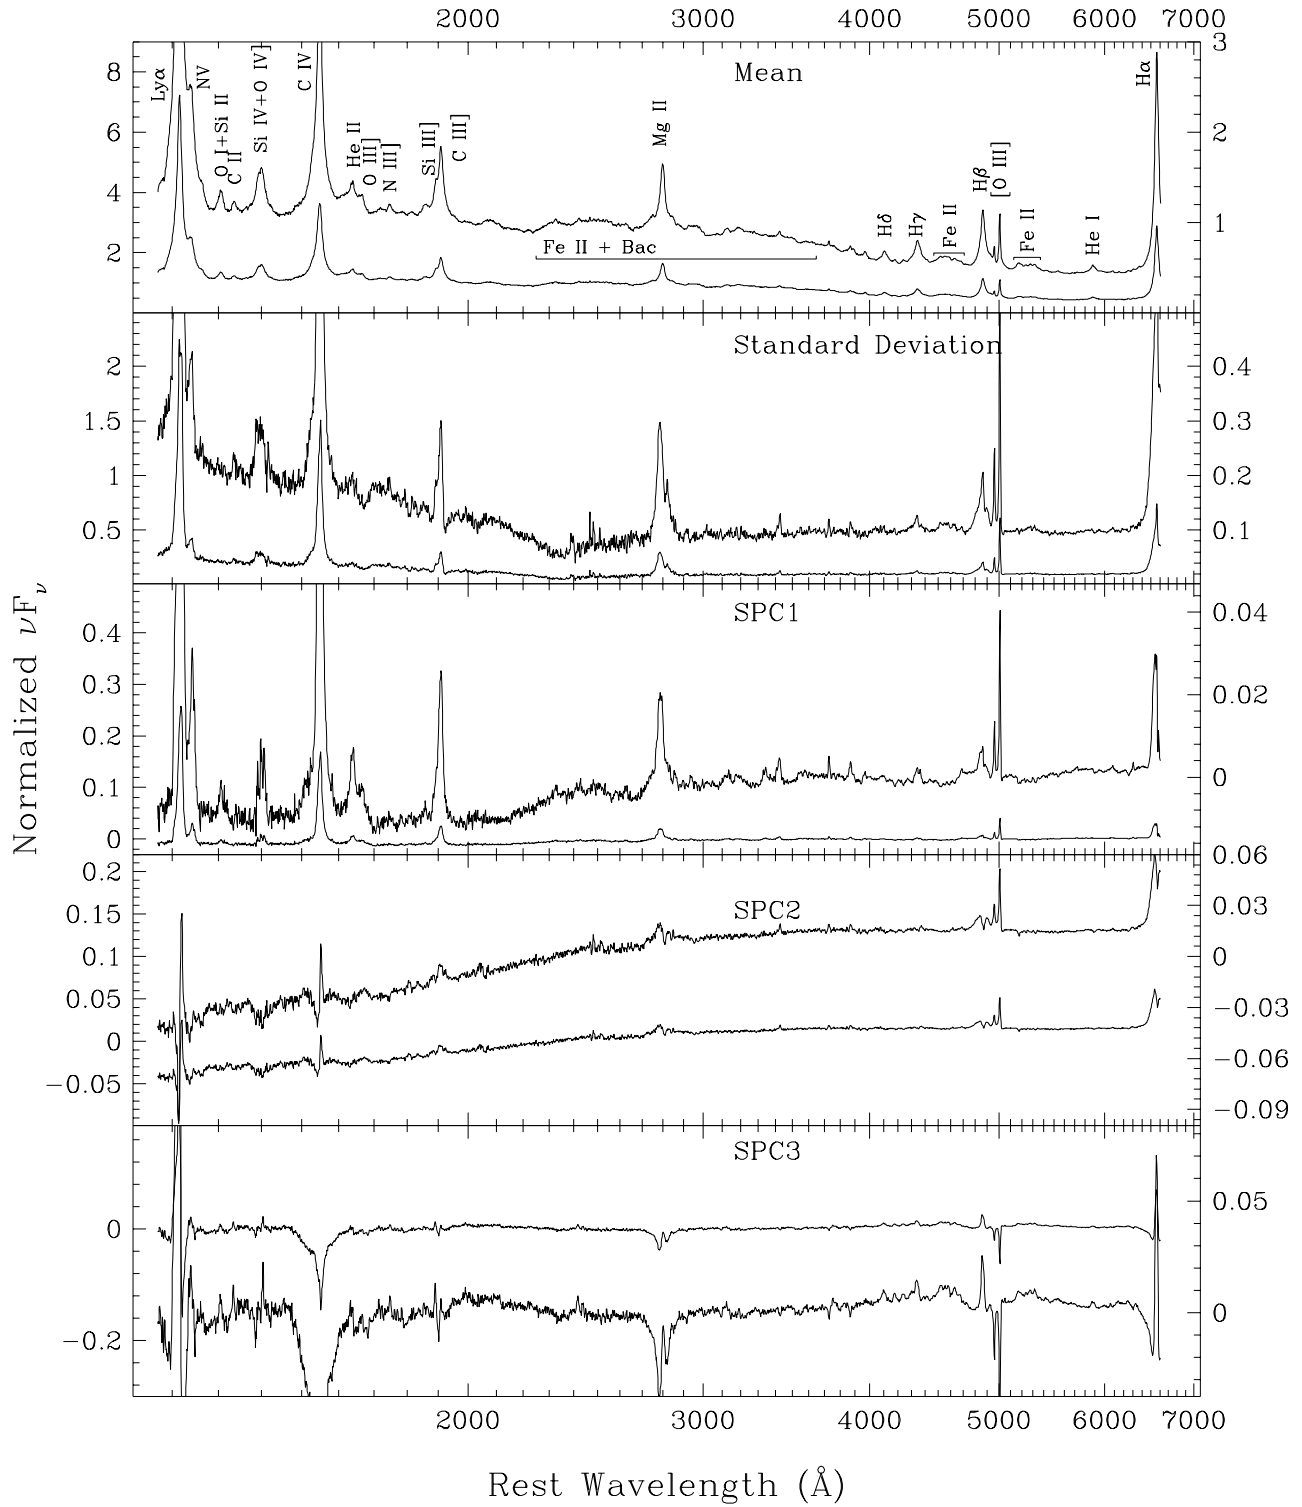 2000 3000 4000 5000 6000 7000
Mean
8
6
4
2
3
2
1
Lyα
NV
O I+Si II
C II
Si IV+O IV]
C IV
He II
O III]
N III]
Si III]
C III]
Mg II
Fe II + Bac
Hδ
Hγ
Fe II
Hβ
[O III]
Fe II
He I
Hα
Standard Deviation
2
1.5
1
0.5
0.4
0.3
0.2
0.1
SPC1
0.4
0.3
0.2
0.1
0
0.04
0.02
0
SPC2
0.2
0.15
0.1
0.05
0
−0.05
0.06
0.03
0
−0.03
−0.06
−0.09
SPC3
0
−0.2
0.05
0
Normalized νFν
2000 3000 4000 5000 6000 7000
Rest Wavelength (Å)